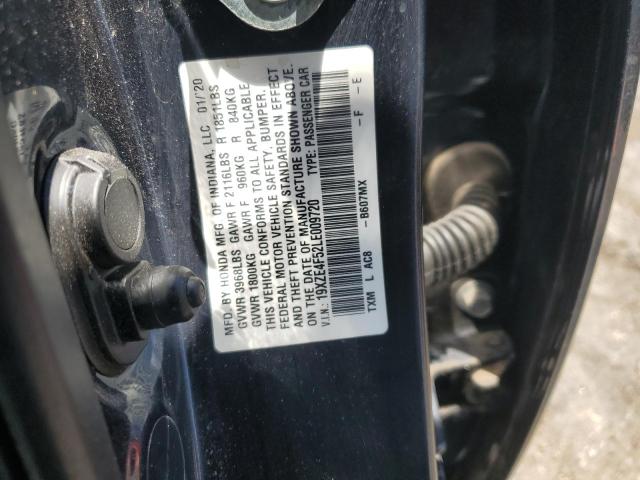 MFG. BY HONDA MFG OF INDIANA, LLC 01/'20
GVWR 3968LBS GAWR F 2116LBS R 1851LBS
GVWR 1800KG GAWR F 960KG R 840KG
THIS VEHICLE CONFORMS TO ALL APPLICABLE
FEDERAL MOTOR VEHICLE SAFETY, BUMPER,
AND THEFT PREVENTION STANDARDS IN EFFECT
ON THE DATE OF MANUFACTURE SHOWN ABOVE.
V.I.N.: 19XZE4F52LE009720 TYPE: PASSENGER CAR
TXM L AC8 - B607MX - F - E